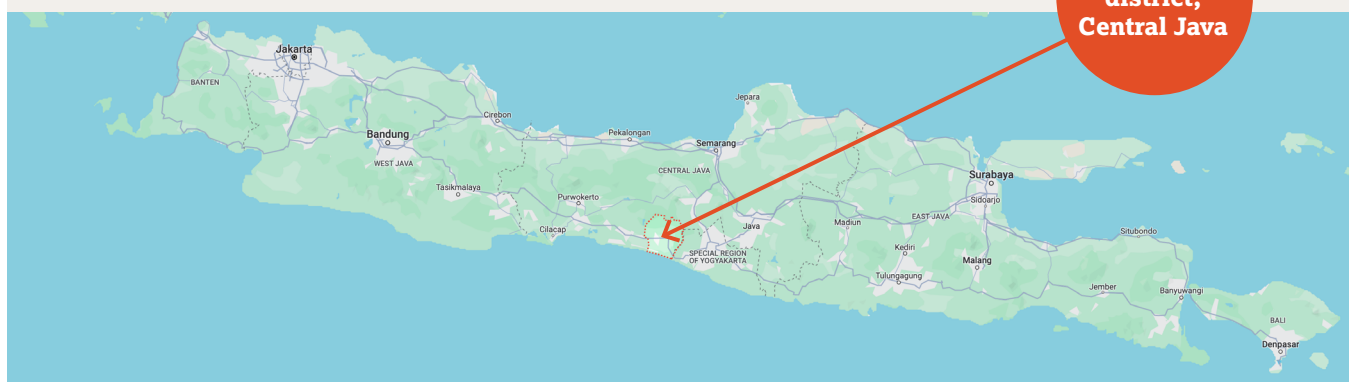 district,
Central Java
Jakarta
BANTEN
Jepara
Cirebon
Pekalongan
Bandung
Semarang
WEST JAVA
CENTRAL JAVA
Surabaya
Tasikmalaya
Purwokerto
Sidoarjo
EAST JAVA
Cilacap
Java
Madiun
Situbondo
SPECIAL REGION
OF YOGYAKARTA
Kediri
Malang
Tulungagung
Jember
Banyuwangi
BALI
Denpasar